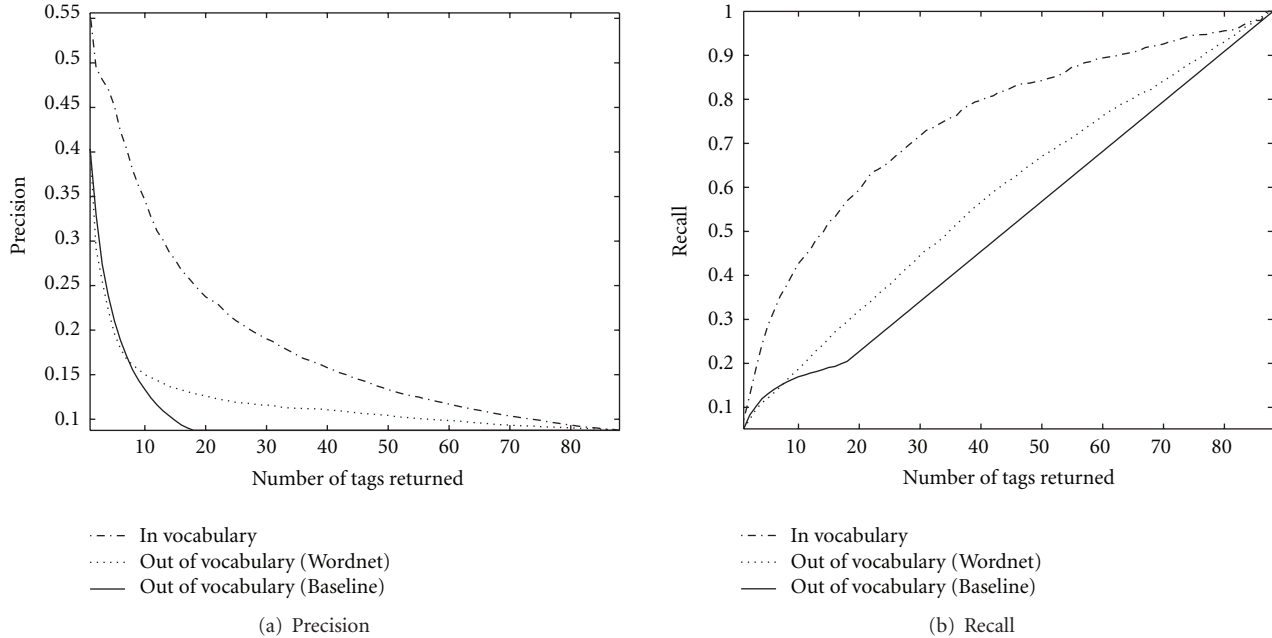 0.55
0.5
0.45
0.4
0.35
0.3
0.25
0.2
0.15
0.1
Precision
10 20 30 40 50 60 70 80
Number of tags returned
In vocabulary
Out of vocabulary (Wordnet)
Out of vocabulary (Baseline)
(a) Precision
1
0.9
0.8
0.7
0.6
0.5
0.4
0.3
0.2
0.1
Recall
10 20 30 40 50 60 70 80
Number of tags returned
In vocabulary
Out of vocabulary (Wordnet)
Out of vocabulary (Baseline)
(b) Recall